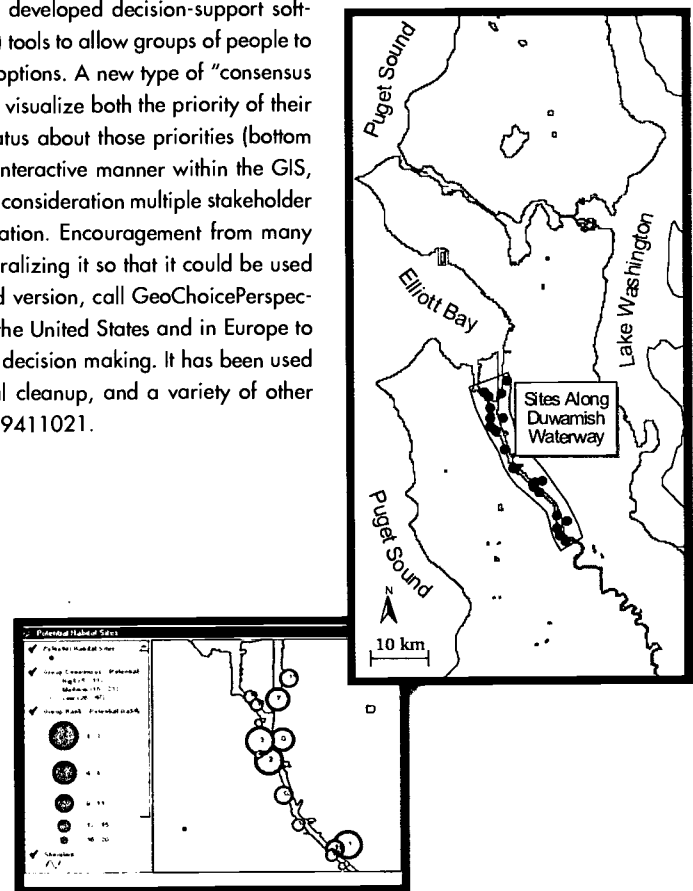 developed decision-support soft-
) tools to allow groups of people to
options. A new type of "consensus
visualize both the priority of their
atus about those priorities (bottom
nteractive manner within the GIS,
consideration multiple stakeholder
ation. Encouragement from many
ralizing it so that it could be used
d version, call GeoChoicePerspec-
the United States and in Europe to
decision making. It has been used
al cleanup, and a variety of other
9411021.
Puget Sound
Elliott Bay
Lake Washington
Sites Along
Duwamish
Waterway
Puget Sound
N
10 km
Potential Habitat Sites